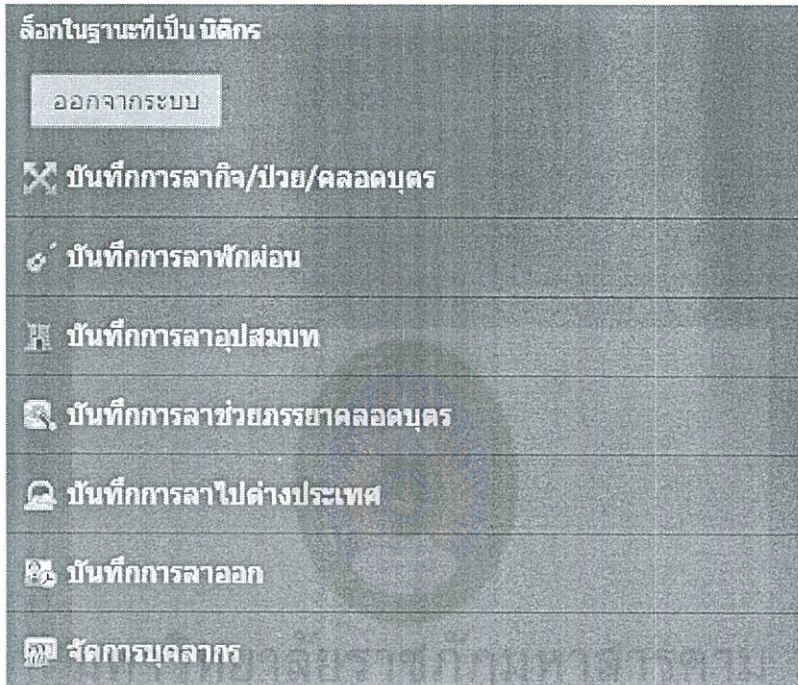 ล็อกในฐานะที่เป็น นิติกร
ออกจากระบบ
บันทึกการลากิจ/ป่วย/คลอดบุตร
บันทึกการลาพักผ่อน
บันทึกการลาอุปสมบท
บันทึกการลาช่วยภรรยาคลอดบุตร
บันทึกการลาไปต่างประเทศ
บันทึกการลาออก
จัดการบุคลากร